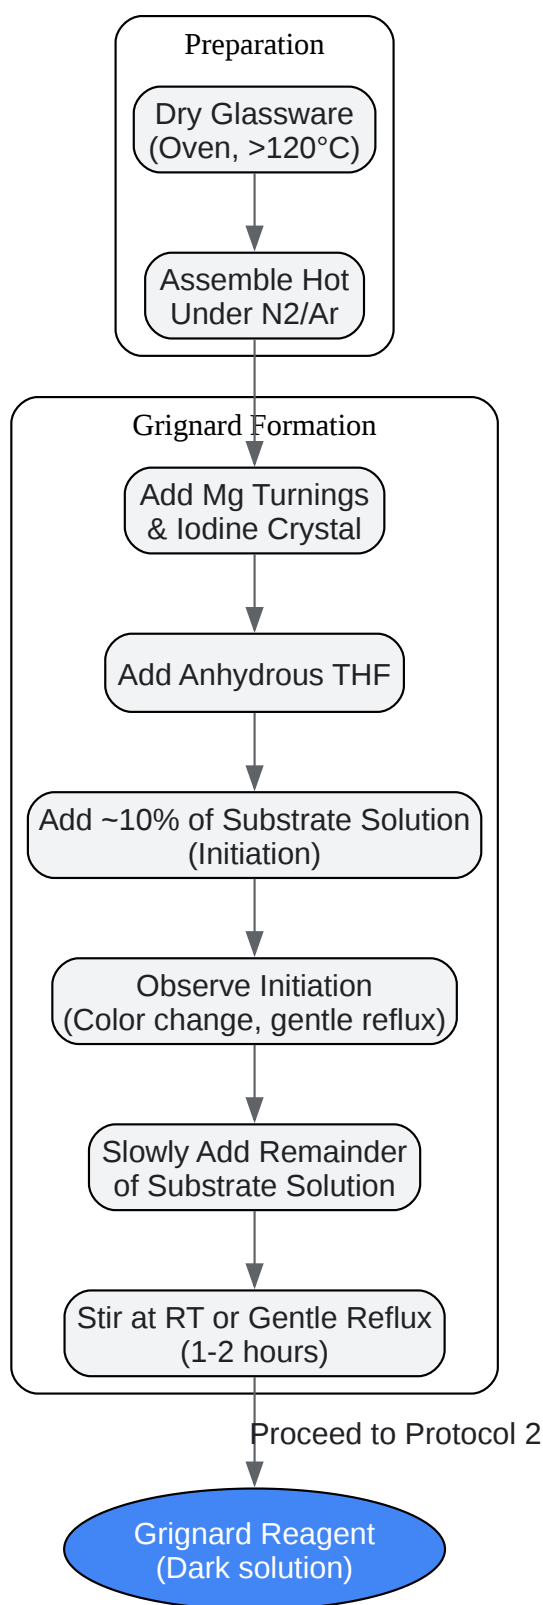 Preparation
Dry Glassware
(Oven, >120°C)
Assemble Hot
Under N2/Ar
Grignard Formation
Add Mg Turnings
& Iodine Crystal
Add Anhydrous THF
Add ~10% of Substrate Solution
(Initiation)
Observe Initiation
(Color change, gentle reflux)
Slowly Add Remainder
of Substrate Solution
Stir at RT or Gentle Reflux
(1-2 hours)
Proceed to Protocol 2
Grignard Reagent
(Dark solution)